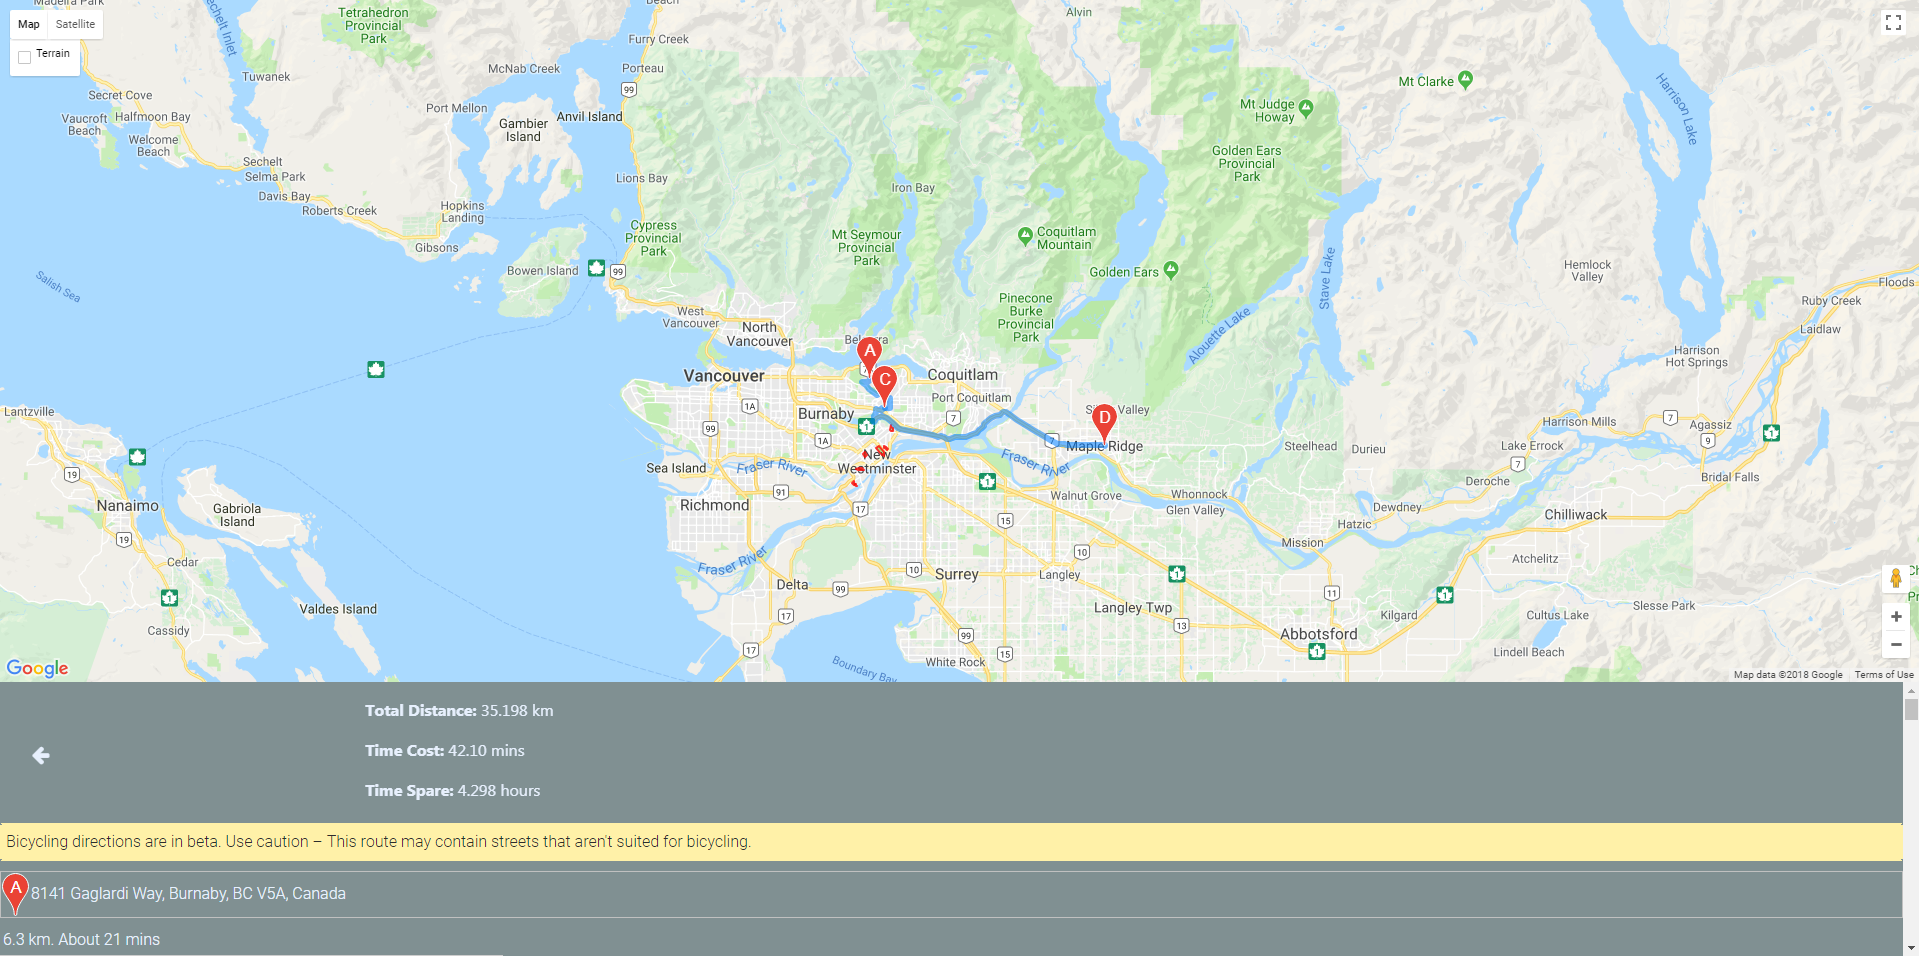 Map Satellite
Terrain
Madeira Park
Sechelt Inlet
Tetrahedron
Provincial
Park
Beach
Furry Creek
Alvin
Tuwanek
McNab Creek
Porteau
99
Secret Cove
Halfmoon Bay
Vaucroft
Beach
Welcome
Beach
Port Mellon
Gambier
Island
Anvil Island
Mt Clarke
Mt Judge
Howay
Harrison Lake
Golden Ears
Provincial
Park
Sechelt
Selma Park
Davis Bay
Roberts Creek
Lions Bay
Iron Bay
Hopkins
Landing
Gibsons
Cypress
Provincial
Park
Mt Seymour
Provincial
Park
Coquitlam
Mountain
Golden Ears
Bowen Island
99
Salish Sea
Stave Lake
Hemlock
Valley
Floods
Ruby Creek
Laidlaw
Pinecone
Burke
Provincial
Park
Alouette Lake
West
Vancouver
North
Vancouver
A
C
D
Harrison
Hot Springs
Vancouver
Coquitlam
Port Coquitlam
Burnaby
1A
7
1
99
1A
7
Maple Ridge
Lantzville
Harrison Mills
7
Agassiz
9
1
Steelhead
Durieu
Lake Errock
7
Bridal Falls
New
Westminster
Sea Island
Fraser River
Fraser River
19
91
1
Deroche
Walnut Grove
Whonnock
Glen Valley
Dewdney
Nanaimo
Gabriola
Island
Richmond
17
15
Hatzic
Chilliwack
19
Mission
Cedar
Fraser River
10
10
Atchelitz
Delta
99
Surrey
Langley
1
11
1
1
Valdes Island
17
Langley Twp
Kilgard
Cultus Lake
Slesse Park
Cassidy
13
99
Abbotsford
17
15
1
Lindell Beach
Boundary Bay
White Rock
Google
Map data ©2018 Google Terms of Use
Total Distance: 35.198 km
Time Cost: 42.10 mins
Time Spare: 4.298 hours
Bicycling directions are in beta. Use caution – This route may contain streets that aren't suited for bicycling.
A 8141 Gaglardi Way, Burnaby, BC V5A, Canada
6.3 km. About 21 mins